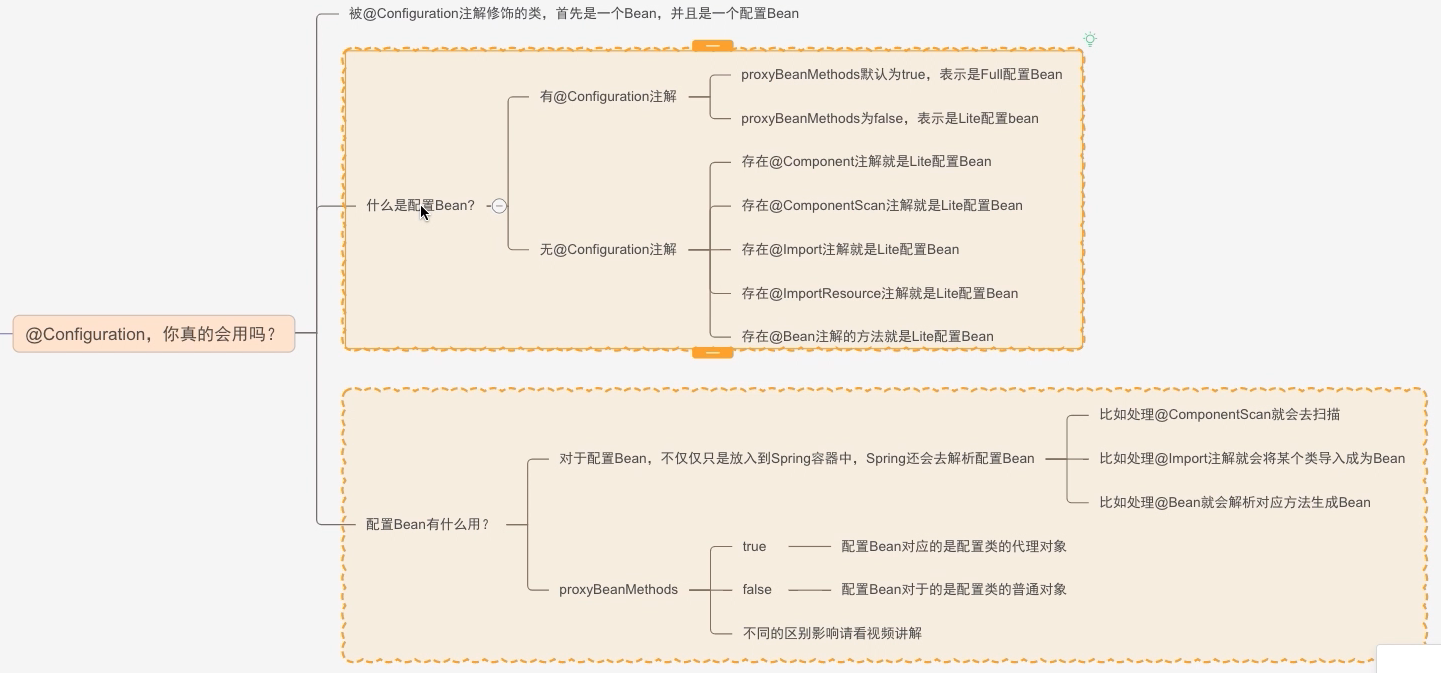 被@Configuration注解修饰的类，首先是一个Bean，并且是一个配置Bean
proxyBeanMethods默认为true，表示是Full配置Bean
有@Configuration注解
proxyBeanMethods为false，表示是Lite配置bean
存在@Component注解就是Lite配置Bean
什么是配置Bean?
存在@ComponentScan注解就是Lite配置Bean
无@Configuration注解
存在@Import注解就是Lite配置Bean
存在@ImportResource注解就是Lite配置Bean
@Configuration，你真的会用吗？
存在@Bean注解的方法就是Lite配置Bean
比如处理@ComponentScan就会去扫描
对于配置Bean，不仅仅只是放入到Spring容器中，Spring还会去解析配置Bean
比如处理@Import注解就会将某个类导入成为Bean
比如处理@Bean就会解析对应方法生成Bean
配置Bean有什么用？
true
配置Bean对应的是配置类的代理对象
proxyBeanMethods
false
配置Bean对于的是配置类的普通对象
不同的区别影响请看视频讲解